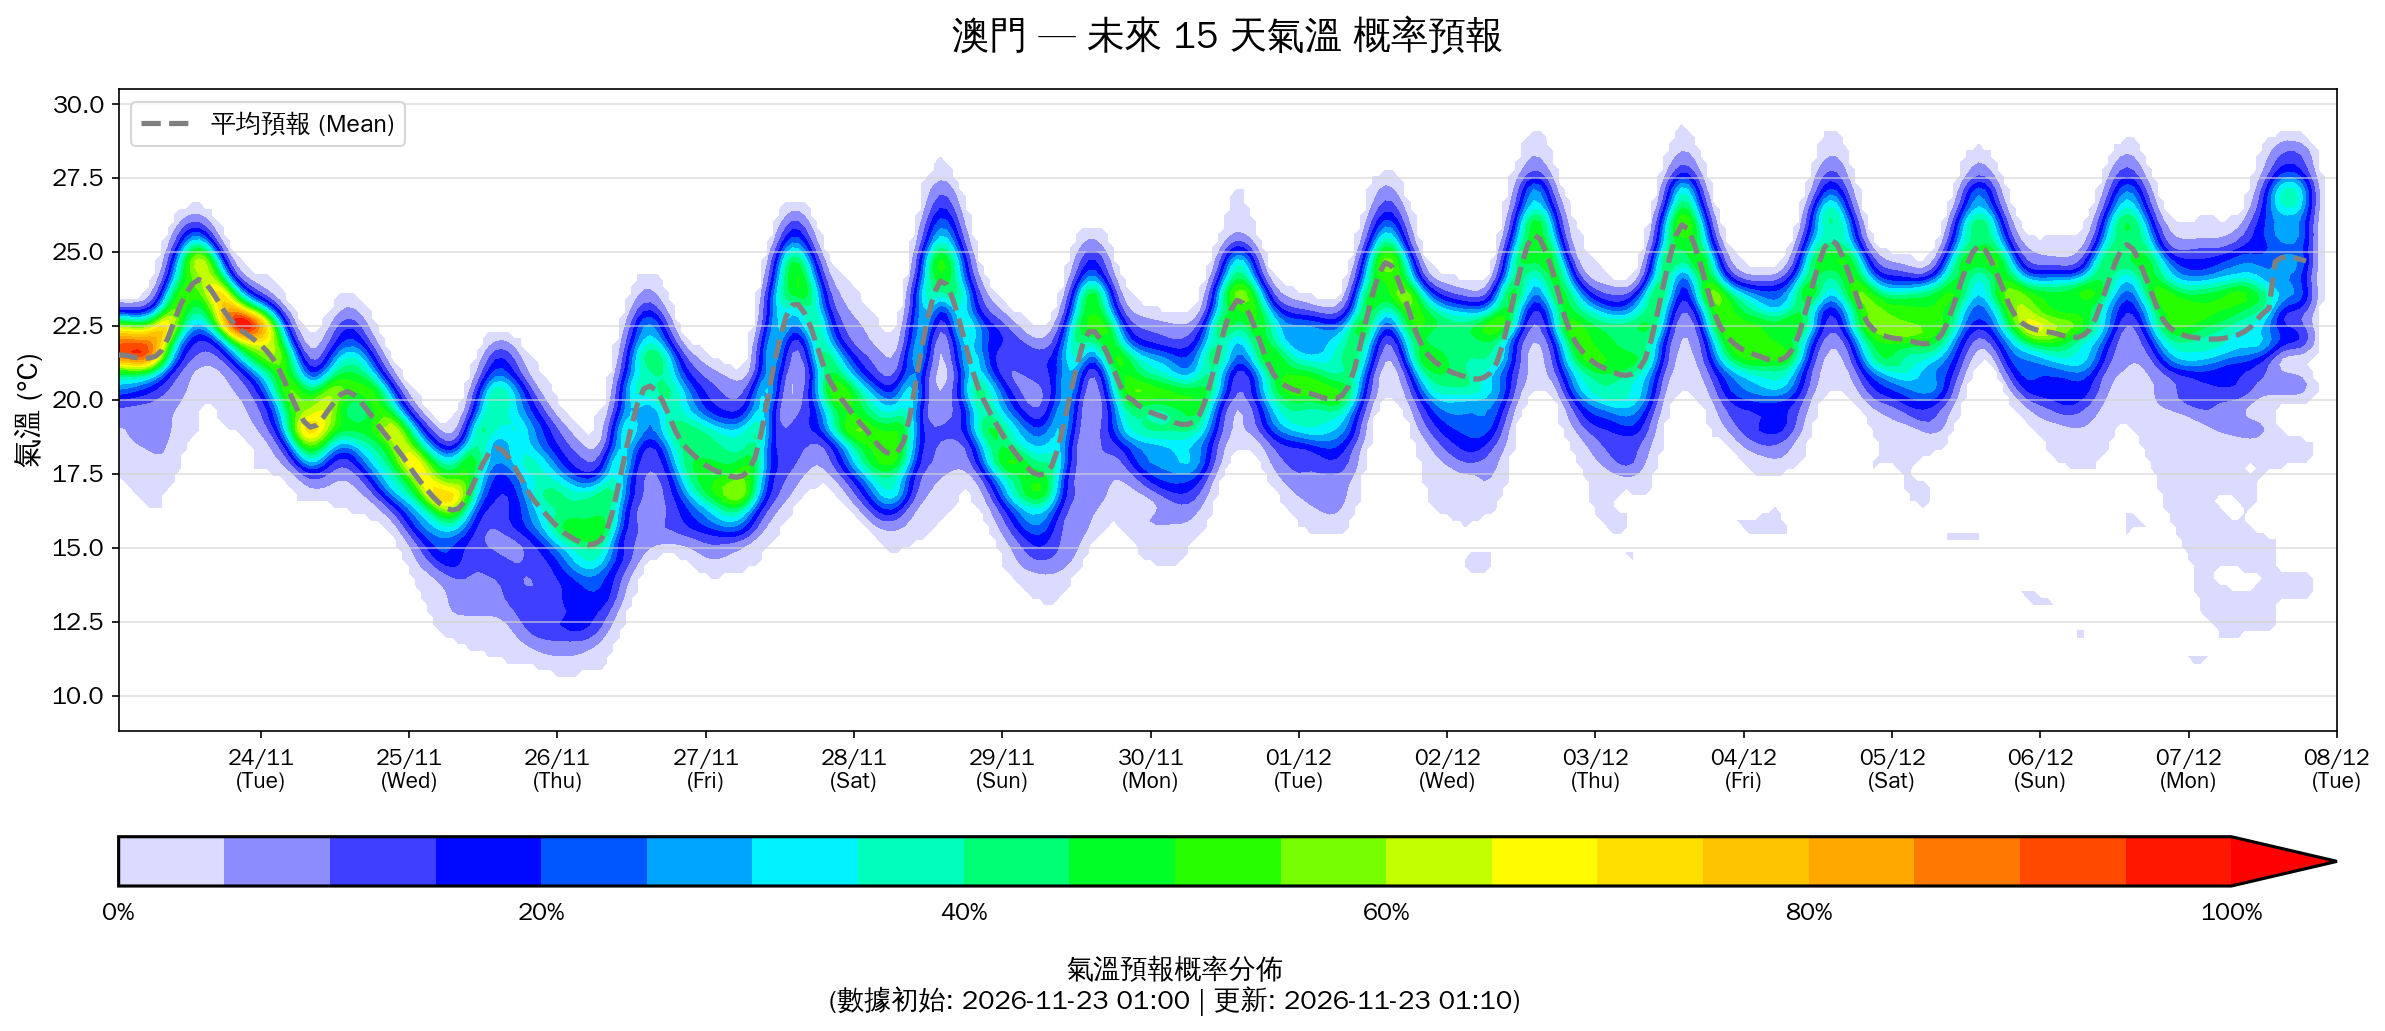 澳門 — 未來 15 天氣溫 概率預報
平均預報 (Mean)
氣溫 (°C)
30.0
27.5
25.0
22.5
20.0
17.5
15.0
12.5
10.0
24/11 25/11 26/11 27/11 28/11 29/11 30/11 01/12 02/12 03/12 04/12 05/12 06/12 07/12 08/12
(Tue) (Wed) (Thu) (Fri) (Sat) (Sun) (Mon) (Tue) (Wed) (Thu) (Fri) (Sat) (Sun) (Mon) (Tue)
0% 20% 40% 60% 80% 100%
氣溫預報概率分佈
(數據初始: 2026-11-23 01:00 | 更新: 2026-11-23 01:10)